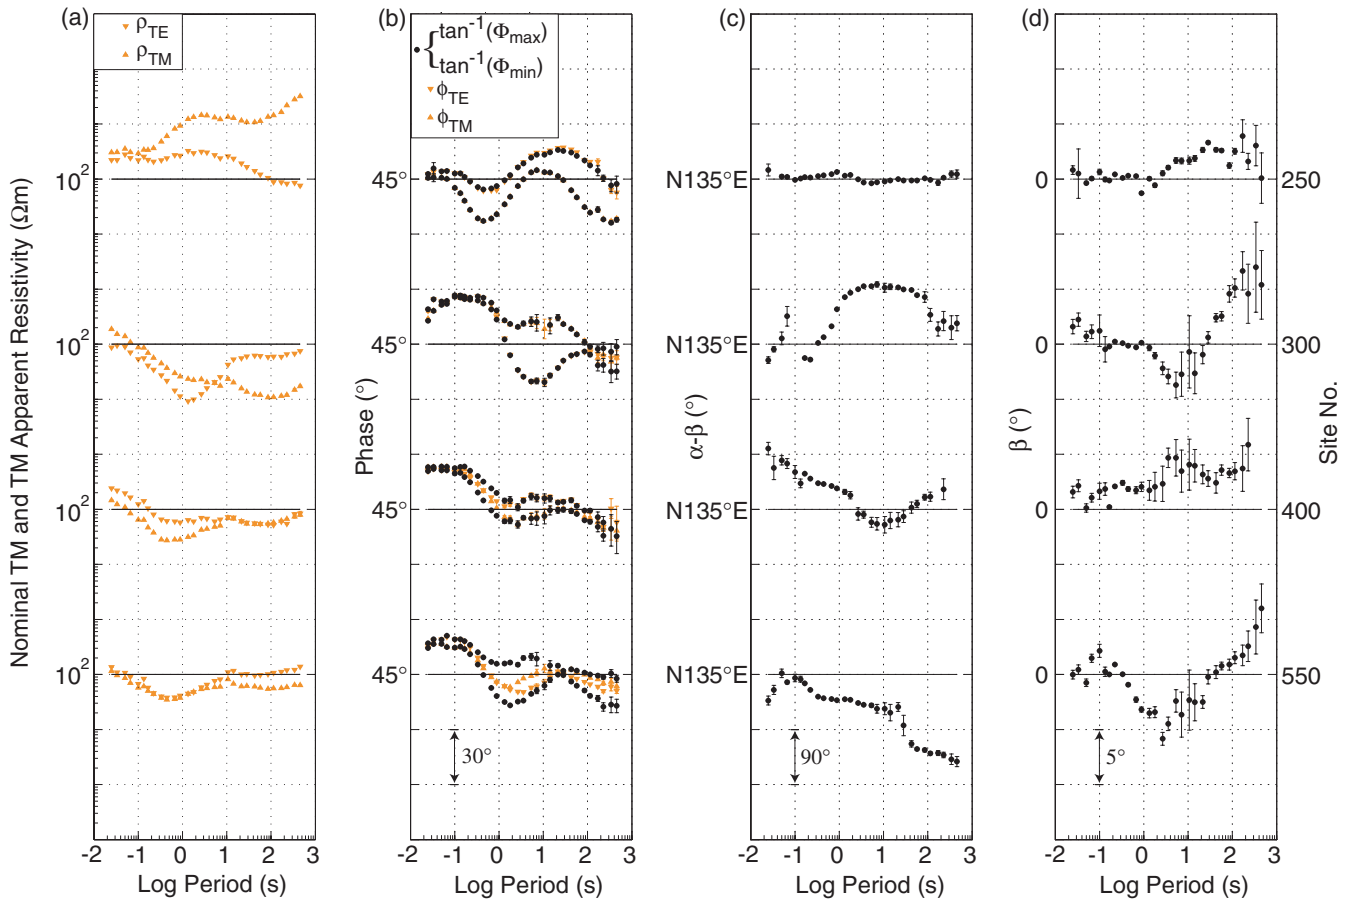 (a)
ρTE
ρTM
Nominal TM and TM Apparent Resistivity (Ωm)
10²
10²
10²
10²
-2 -1 0 1 2 3
Log Period (s)
(b)
{ tan⁻¹(Φmax)
tan⁻¹(Φmin)
ϕTE
ϕTM
Phase (°)
45°
45°
45°
45°
30°
-2 -1 0 1 2 3
Log Period (s)
(c)
α-β (°)
N135°E
N135°E
N135°E
N135°E
90°
-2 -1 0 1 2 3
Log Period (s)
(d)
β (°)
0
0
0
0
5°
-2 -1 0 1 2 3
Log Period (s)
250
300
400
550
Site No.